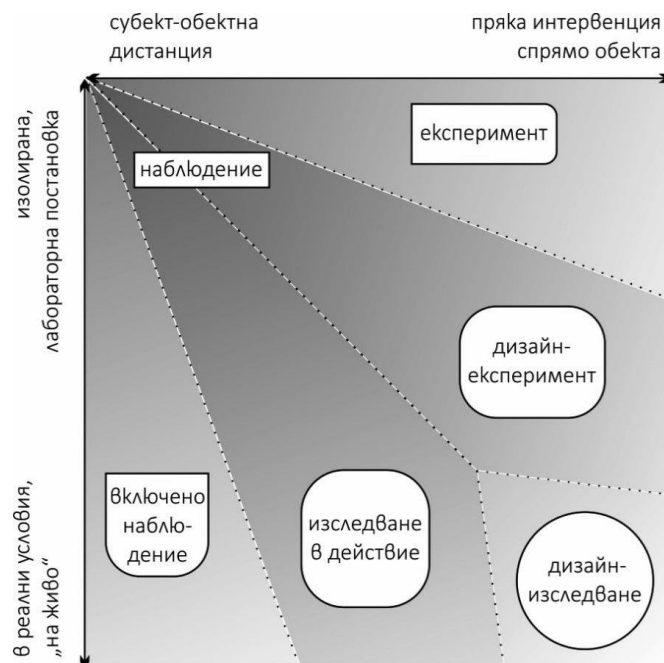 субект-обектна
дистанция
пряка интервенция
спрямо обекта
изолирана,
лабораторна постановка
експеримент
наблюдение
дизайн-
експеримент
в реални условия,
„на живо“
включено
наблю-
дение
изследване
в действие
дизайн-
изследване